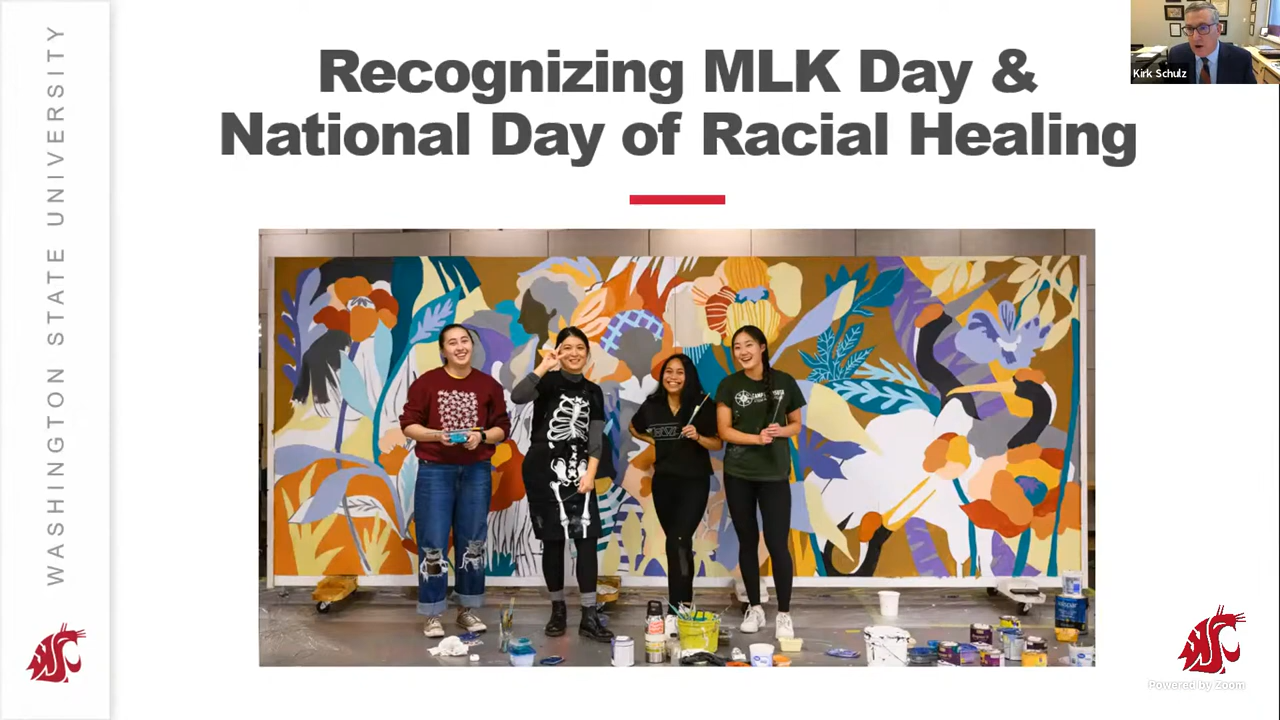 WASHINGTON STATE UNIVERSITY
Recognizing MLK Day &
National Day of Racial Healing
Kirk Schulz
Powered by Zoom